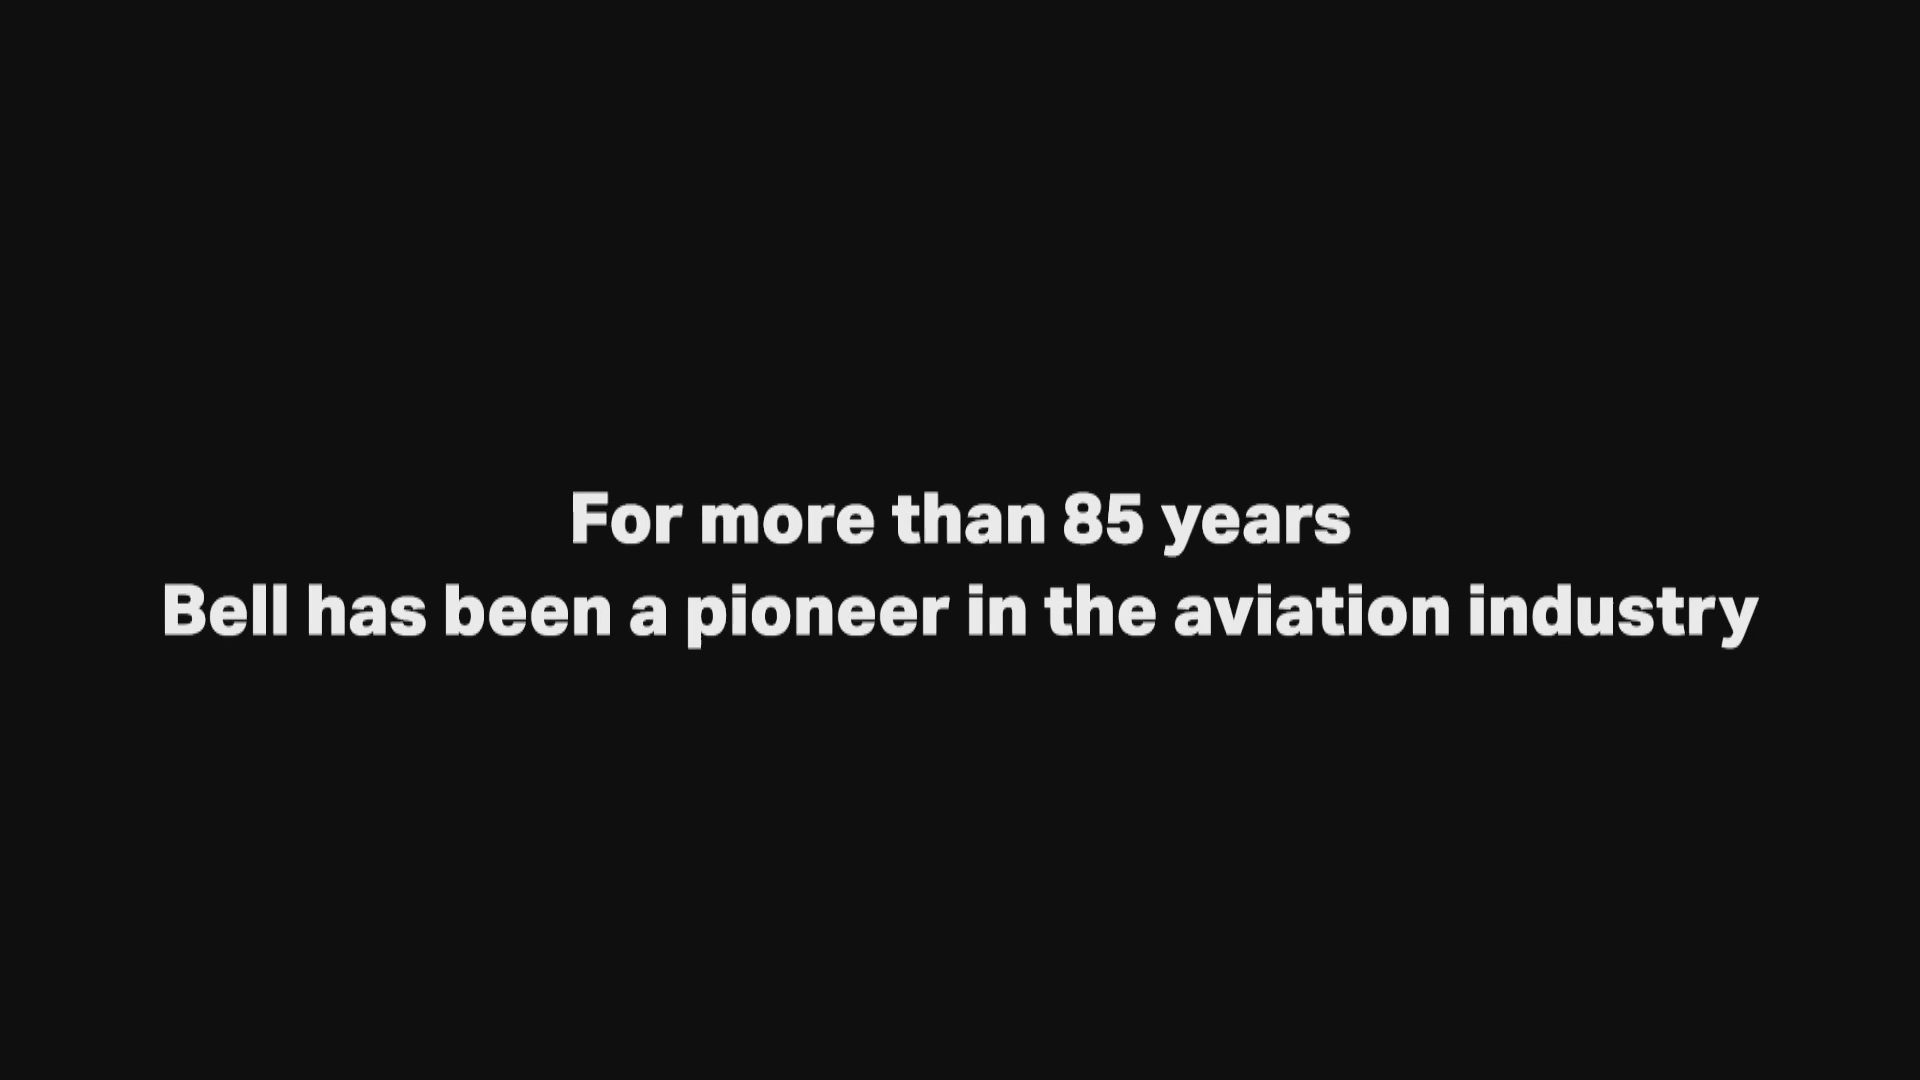 For more than 85 years
Bell has been a pioneer in the aviation industry